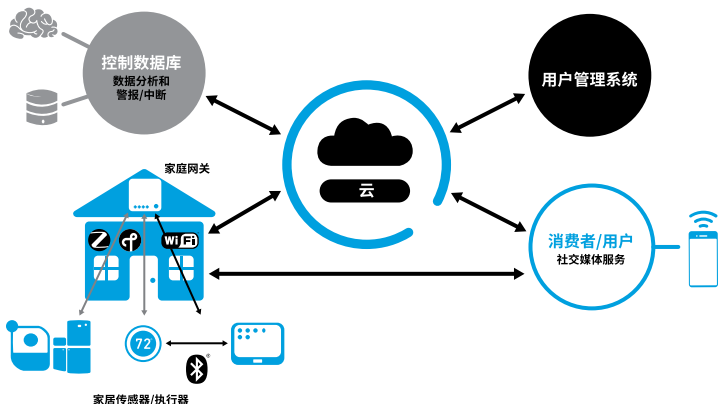 控制数据库
数据分析和
警报/中断
用户管理系统
家庭网关
云
WiFi
消费者/用户
社交媒体服务
72
®
家居传感器/执行器